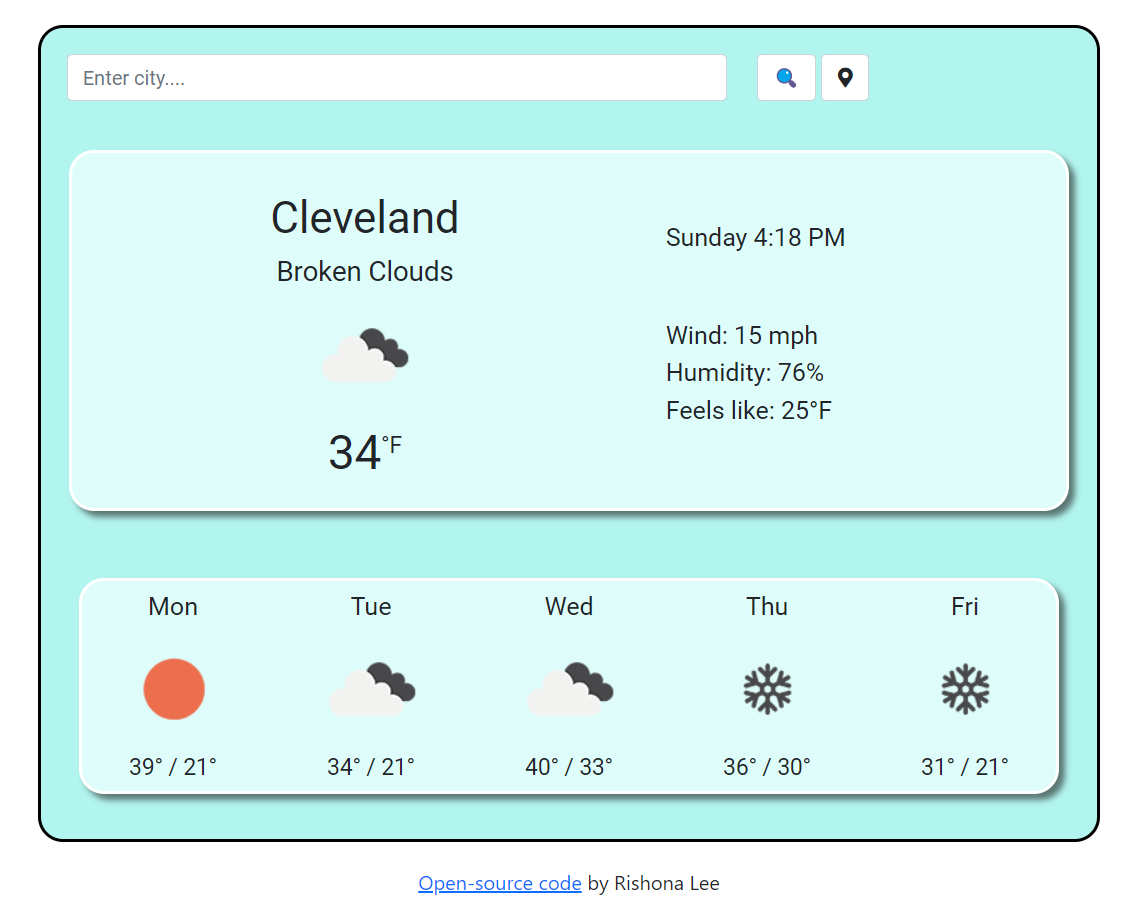 Enter city....
Cleveland
Broken Clouds
34°F
Sunday 4:18 PM
Wind: 15 mph
Humidity: 76%
Feels like: 25°F
Mon Tue Wed Thu Fri
39° / 21° 34° / 21° 40° / 33° 36° / 30° 31° / 21°
Open-source code by Rishona Lee